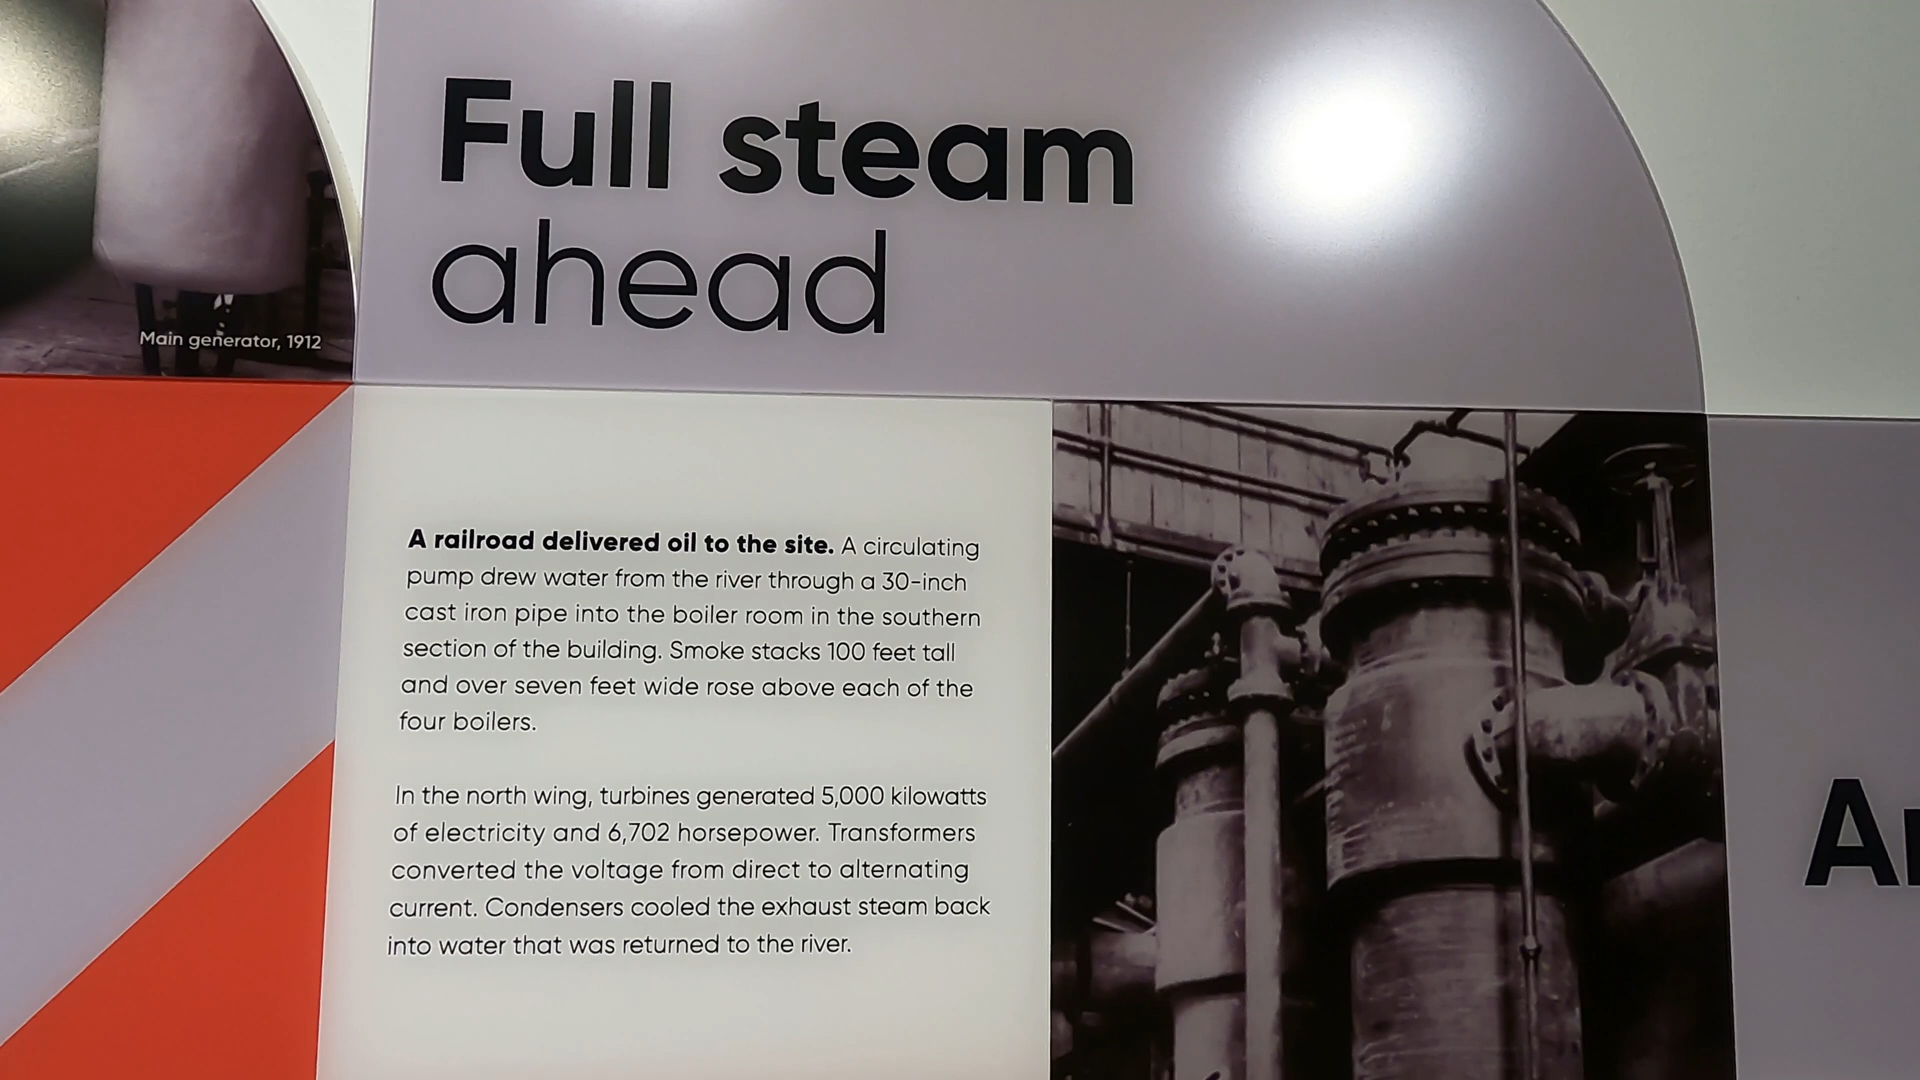 Full steam
ahead
Main generator, 1912
A railroad delivered oil to the site. A circulating
pump drew water from the river through a 30-inch
cast iron pipe into the boiler room in the southern
section of the building. Smoke stacks 100 feet tall
and over seven feet wide rose above each of the
four boilers.
In the north wing, turbines generated 5,000 kilowatts
of electricity and 6,702 horsepower. Transformers
converted the voltage from direct to alternating
current. Condensers cooled the exhaust steam back
into water that was returned to the river.